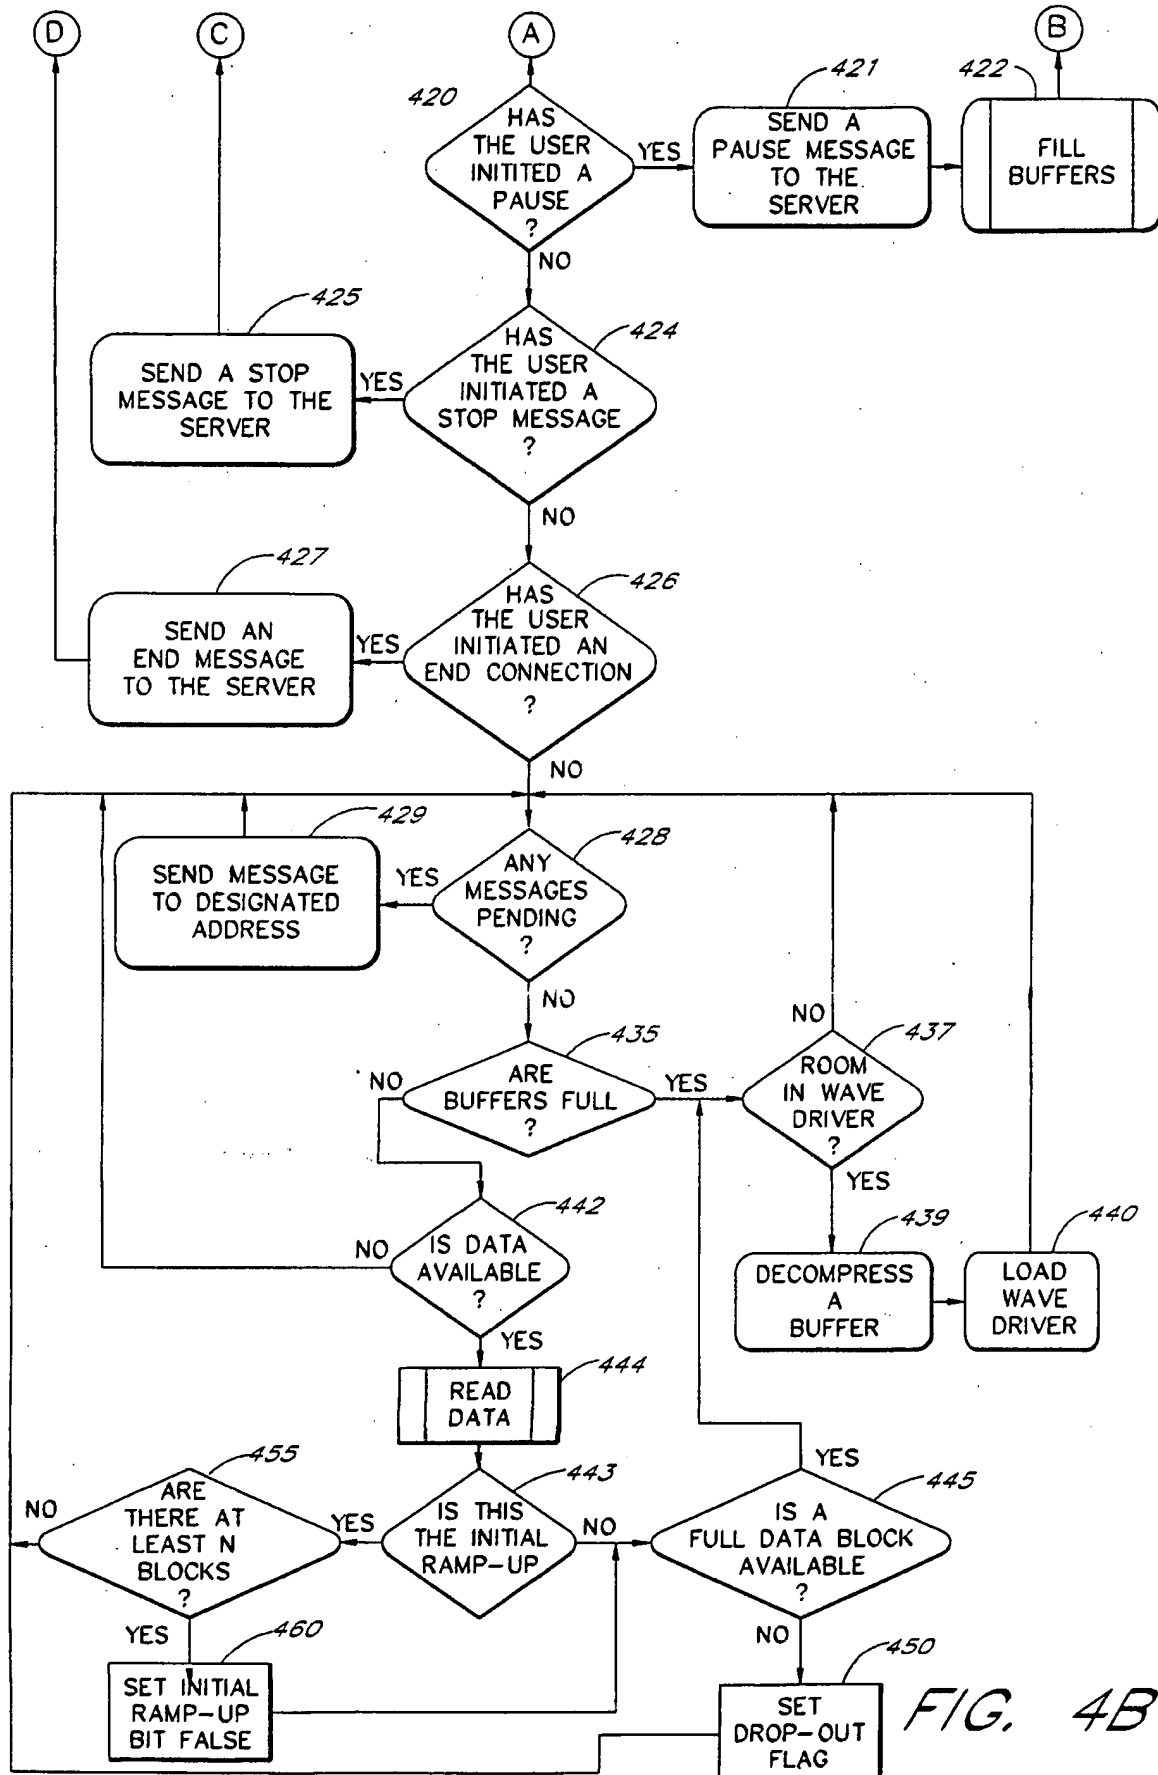 D
C
A
B
420
HAS
THE USER
INITITED A
PAUSE
?
YES
NO
421
SEND A
PAUSE MESSAGE
TO THE
SERVER
422
FILL
BUFFERS
425
SEND A STOP
MESSAGE TO THE
SERVER
YES
424
HAS
THE USER
INITIATED A
STOP MESSAGE
?
NO
427
SEND AN
END MESSAGE
TO THE SERVER
YES
426
HAS
THE USER
INITIATED AN
END CONNECTION
?
NO
429
SEND MESSAGE
TO DESIGNATED
ADDRESS
YES
428
ANY
MESSAGES
PENDING
?
NO
435
NO
ARE
BUFFERS FULL
?
YES
NO
437
ROOM
IN WAVE
DRIVER
?
YES
442
NO
IS DATA
AVAILABLE
?
YES
439
DECOMPRESS
A
BUFFER
440
LOAD
WAVE
DRIVER
444
READ
DATA
455
NO
ARE
THERE AT
LEAST N
BLOCKS
?
YES
443
YES
IS THIS
THE INITIAL
RAMP-UP
NO
YES
445
IS A
FULL DATA BLOCK
AVAILABLE
?
NO
460
SET INITIAL
RAMP-UP
BIT FALSE
450
SET
DROP-OUT
FLAG
FIG. 4B